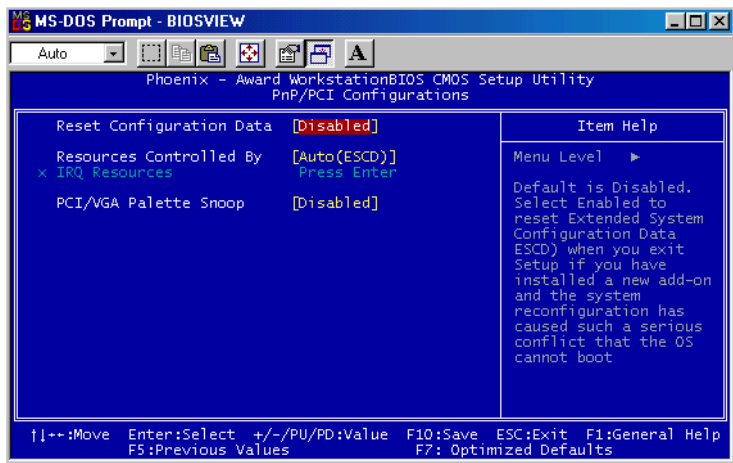 MS-DOS Prompt - BIOSVIEW
Auto
A
Phoenix - Award WorkstationBIOS CMOS Setup Utility
PnP/PCI Configurations
Reset Configuration Data [Disabled]
Resources Controlled By [Auto(ESCD)]
x IRQ Resources Press Enter
PCI/VGA Palette Snoop [Disabled]
Item Help
Menu Level ►
Default is Disabled.
Select Enabled to
reset Extended System
Configuration Data
ESCD) when you exit
Setup if you have
installed a new add-on
and the system
reconfiguration has
caused such a serious
conflict that the OS
cannot boot
↑↓←→:Move Enter:Select +/-/PU/PD:Value F10:Save ESC:Exit F1:General Help
F5:Previous Values F7: Optimized Defaults